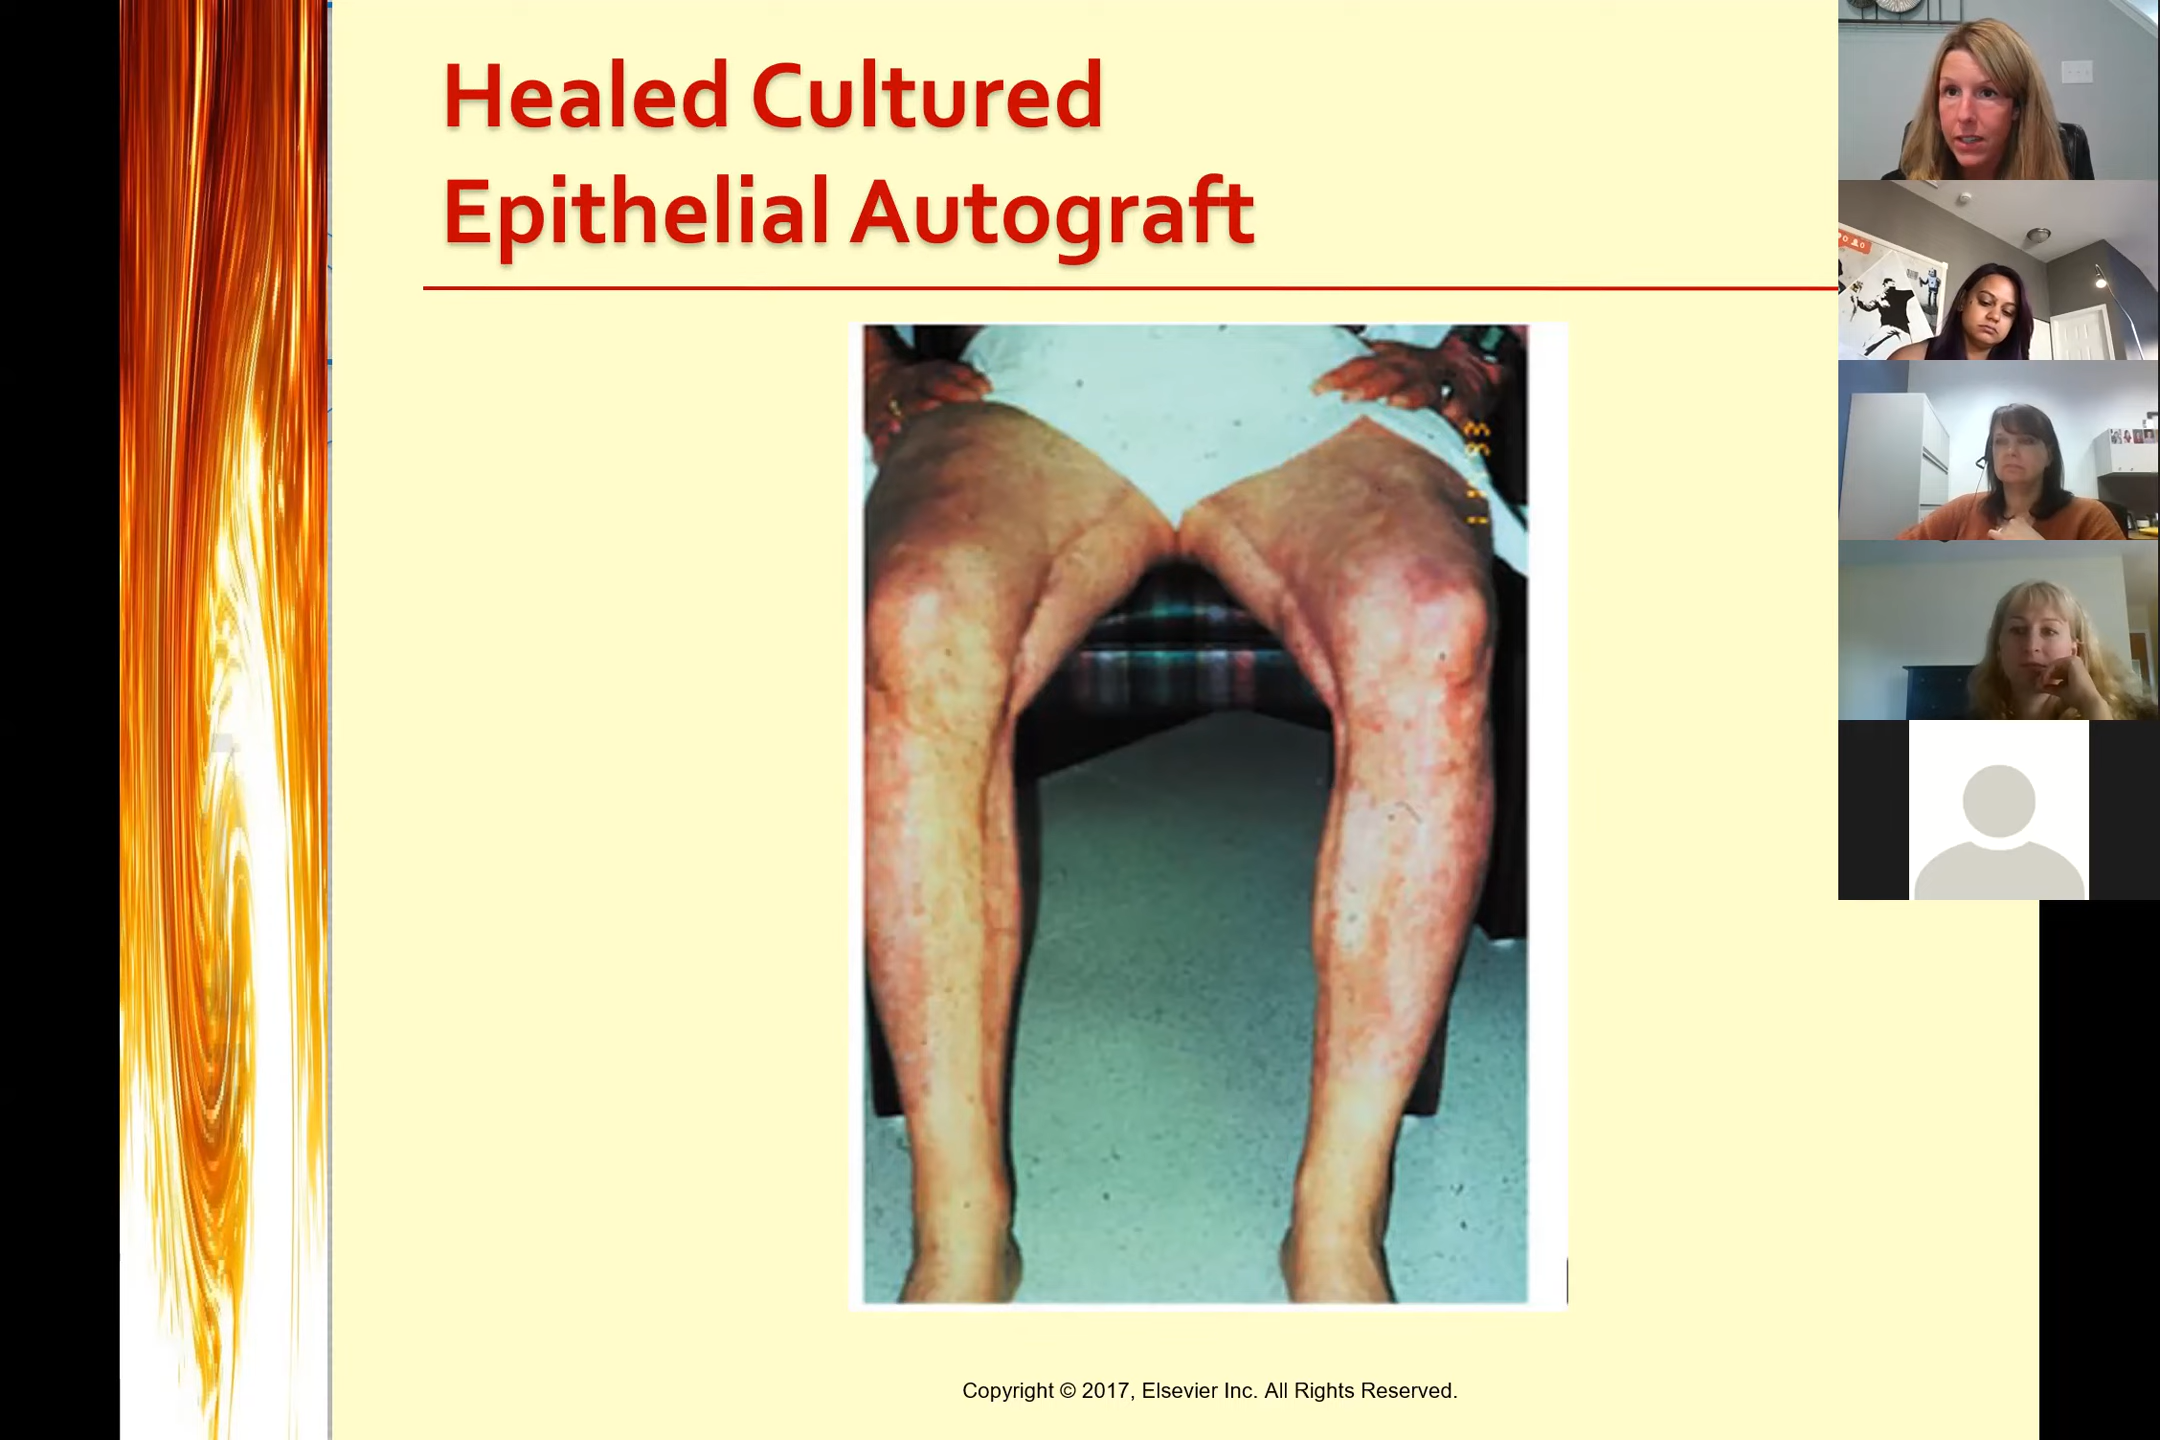 Healed Cultured
Epithelial Autograft
Copyright © 2017, Elsevier Inc. All Rights Reserved.